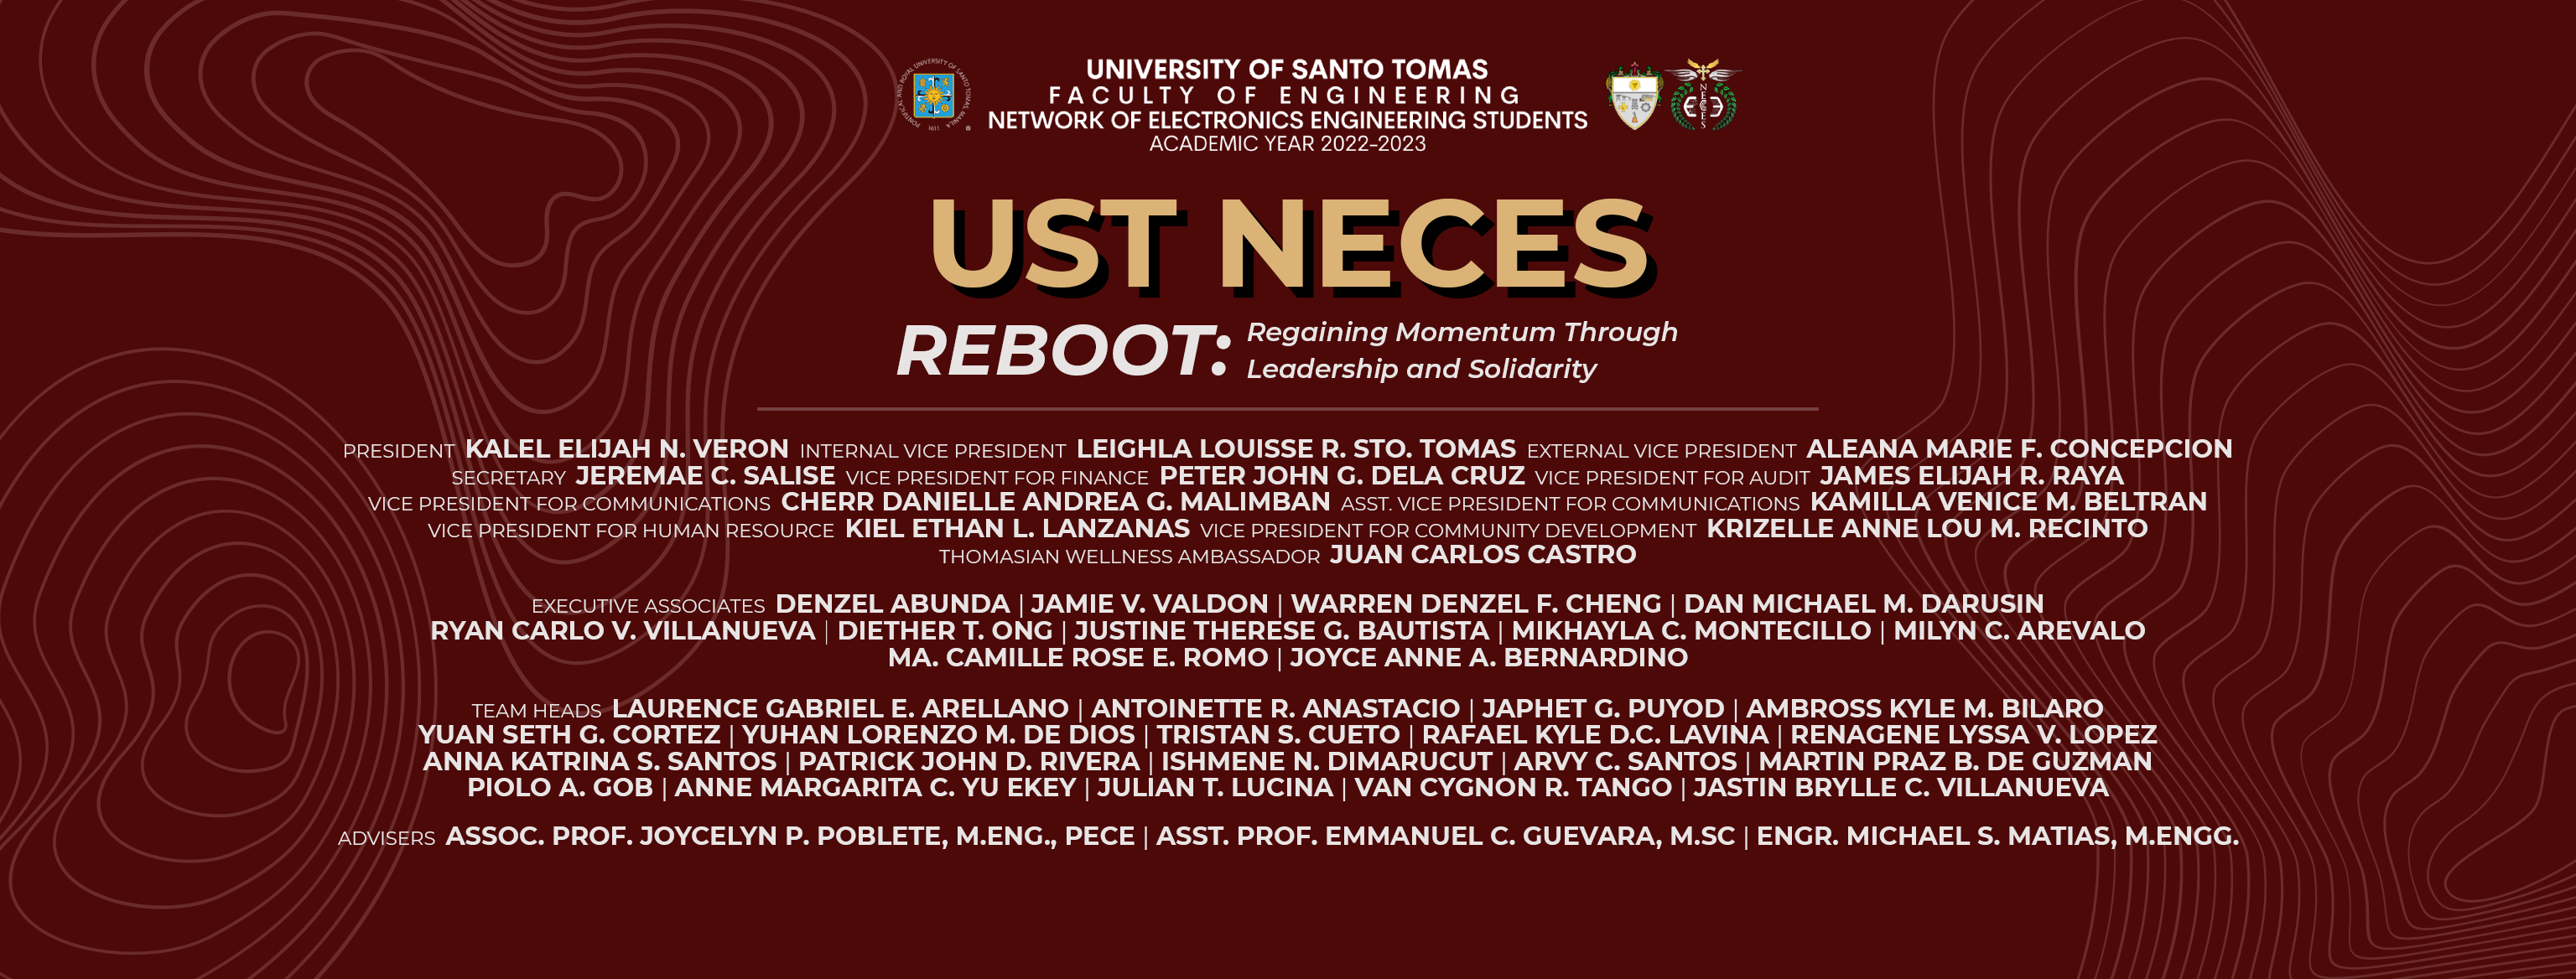 PONTIFICAL AND ROYAL UNIVERSITY OF SANTO TOMAS, MANILA
1611
UNIVERSITY OF SANTO TOMAS
FACULTY OF ENGINEERING
NETWORK OF ELECTRONICS ENGINEERING STUDENTS
ACADEMIC YEAR 2022-2023
NECES
UST NECES
REBOOT: Regaining Momentum Through
Leadership and Solidarity
PRESIDENT KALEL ELIJAH N. VERON INTERNAL VICE PRESIDENT LEIGHLA LOUISSE R. STO. TOMAS EXTERNAL VICE PRESIDENT ALEANA MARIE F. CONCEPCION
SECRETARY JEREMAE C. SALISE VICE PRESIDENT FOR FINANCE PETER JOHN G. DELA CRUZ VICE PRESIDENT FOR AUDIT JAMES ELIJAH R. RAYA
VICE PRESIDENT FOR COMMUNICATIONS CHERR DANIELLE ANDREA G. MALIMBAN ASST. VICE PRESIDENT FOR COMMUNICATIONS KAMILLA VENICE M. BELTRAN
VICE PRESIDENT FOR HUMAN RESOURCE KIEL ETHAN L. LANZANAS VICE PRESIDENT FOR COMMUNITY DEVELOPMENT KRIZELLE ANNE LOU M. RECINTO
THOMASIAN WELLNESS AMBASSADOR JUAN CARLOS CASTRO
EXECUTIVE ASSOCIATES DENZEL ABUNDA | JAMIE V. VALDON | WARREN DENZEL F. CHENG | DAN MICHAEL M. DARUSIN
RYAN CARLO V. VILLANUEVA | DIETHER T. ONG | JUSTINE THERESE G. BAUTISTA | MIKHAYLA C. MONTECILLO | MILYN C. AREVALO
MA. CAMILLE ROSE E. ROMO | JOYCE ANNE A. BERNARDINO
TEAM HEADS LAURENCE GABRIEL E. ARELLANO | ANTOINETTE R. ANASTACIO | JAPHET G. PUYOD | AMBROSS KYLE M. BILARO
YUAN SETH G. CORTEZ | YUHAN LORENZO M. DE DIOS | TRISTAN S. CUETO | RAFAEL KYLE D.C. LAVINA | RENAGENE LYSSA V. LOPEZ
ANNA KATRINA S. SANTOS | PATRICK JOHN D. RIVERA | ISHMENE N. DIMARUCUT | ARVY C. SANTOS | MARTIN PRAZ B. DE GUZMAN
PIOLO A. GOB | ANNE MARGARITA C. YU EKEY | JULIAN T. LUCINA | VAN CYGNON R. TANGO | JASTIN BRYLLE C. VILLANUEVA
ADVISERS ASSOC. PROF. JOYCELYN P. POBLETE, M.ENG., PECE | ASST. PROF. EMMANUEL C. GUEVARA, M.SC | ENGR. MICHAEL S. MATIAS, M.ENGG.